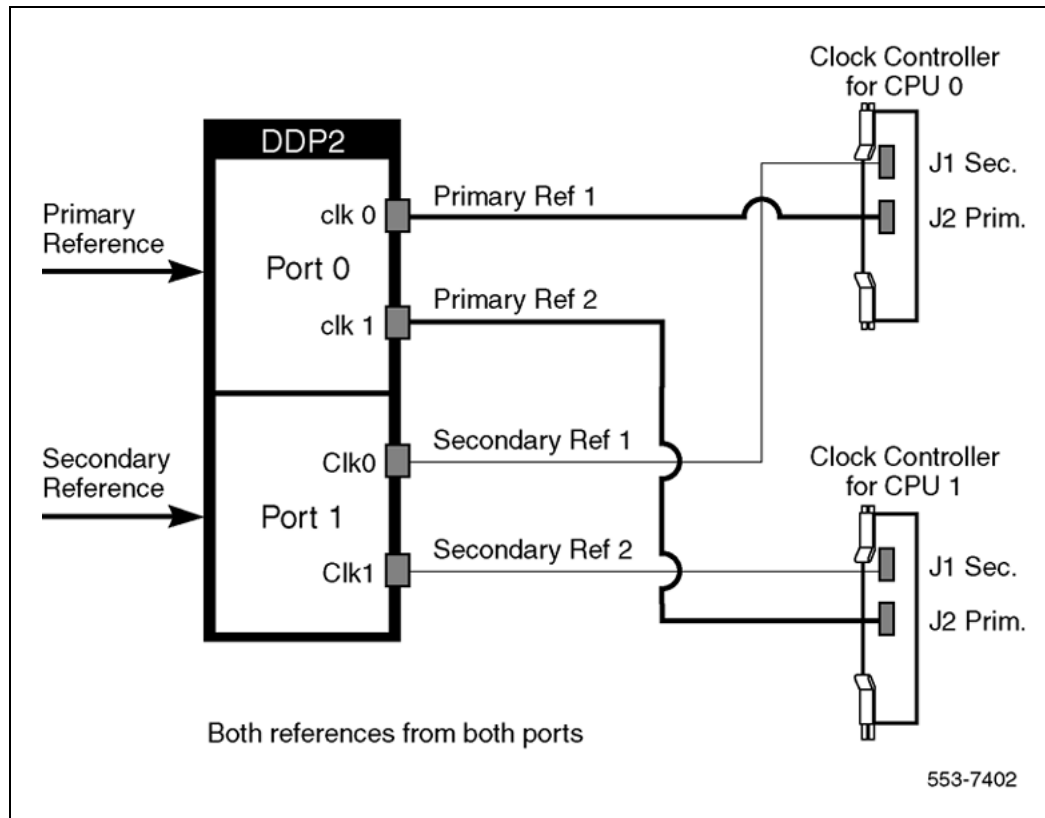 Clock Controller
for CPU 0
DDP2
J1 Sec.
Primary
Reference
clk 0
Primary Ref 1
J2 Prim.
Port 0
clk 1
Primary Ref 2
Secondary
Reference
Clk0
Secondary Ref 1
Clock Controller
for CPU 1
Port 1
Clk1
Secondary Ref 2
J1 Sec.
J2 Prim.
Both references from both ports
553-7402